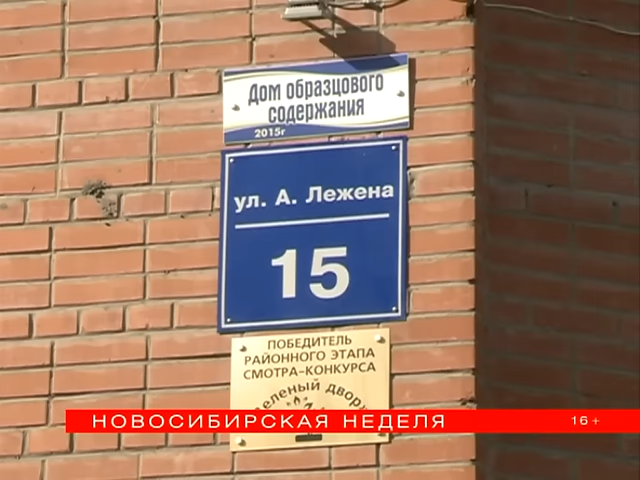 Дом образцового
содержания
2015г
ул. А. Лежена
15
ПОБЕДИТЕЛЬ
РАЙОННОГО ЭТАПА
СМОТРА-КОНКУРСА
НОВОСИБИРСКАЯ НЕДЕЛЯ 16+